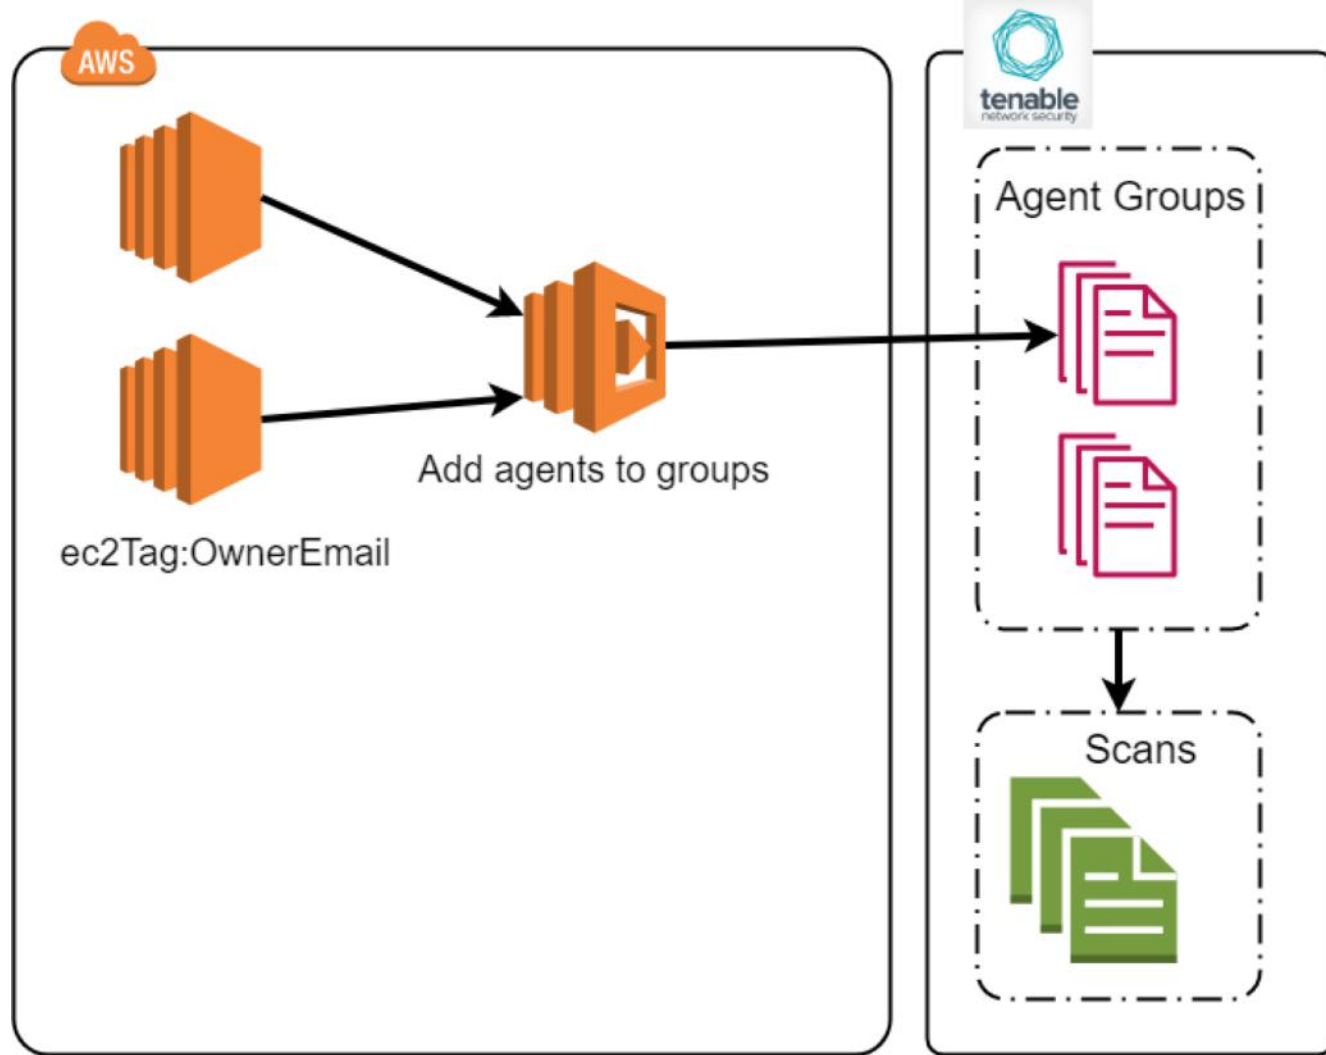 AWS
tenable
network security
Agent Groups
Add agents to groups
ec2Tag:OwnerEmail
Scans